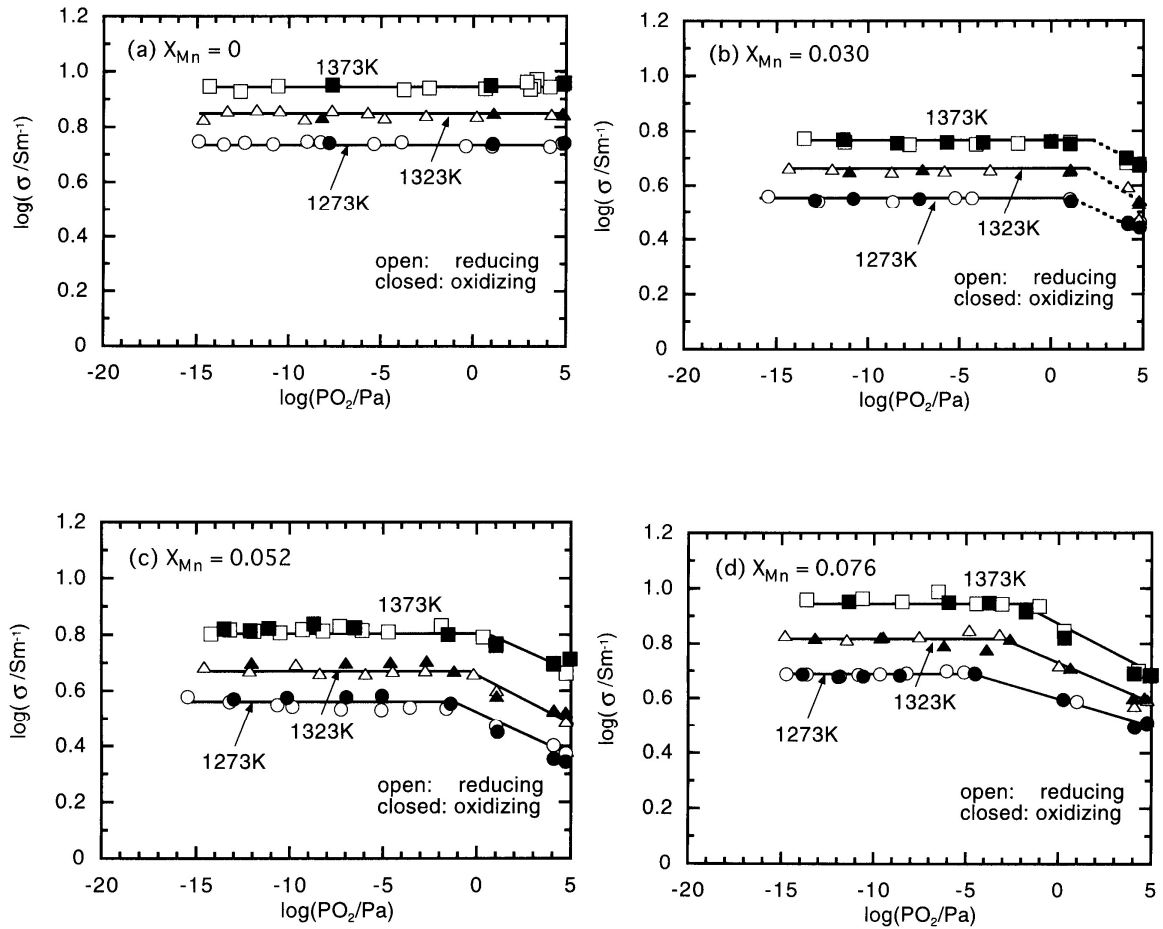 (a) X_Mn = 0
1.2
1.0
0.8
0.6
0.4
0.2
0
log( σ /Sm⁻¹)
1373K
1323K
1273K
open: reducing
closed: oxidizing
-20 -15 -10 -5 0 5
log(PO₂/Pa)
(b) X_Mn = 0.030
1.2
1.0
0.8
0.6
0.4
0.2
0
log( σ /Sm⁻¹)
1373K
1323K
1273K
open: reducing
closed: oxidizing
-20 -15 -10 -5 0 5
log(PO₂/Pa)
(c) X_Mn = 0.052
1.2
1.0
0.8
0.6
0.4
0.2
0
log( σ /Sm⁻¹)
1373K
1323K
1273K
open: reducing
closed: oxidizing
-20 -15 -10 -5 0 5
log(PO₂/Pa)
(d) X_Mn = 0.076
1.2
1.0
0.8
0.6
0.4
0.2
0
log( σ /Sm⁻¹)
1373K
1323K
1273K
open: reducing
closed: oxidizing
-20 -15 -10 -5 0 5
log(PO₂/Pa)